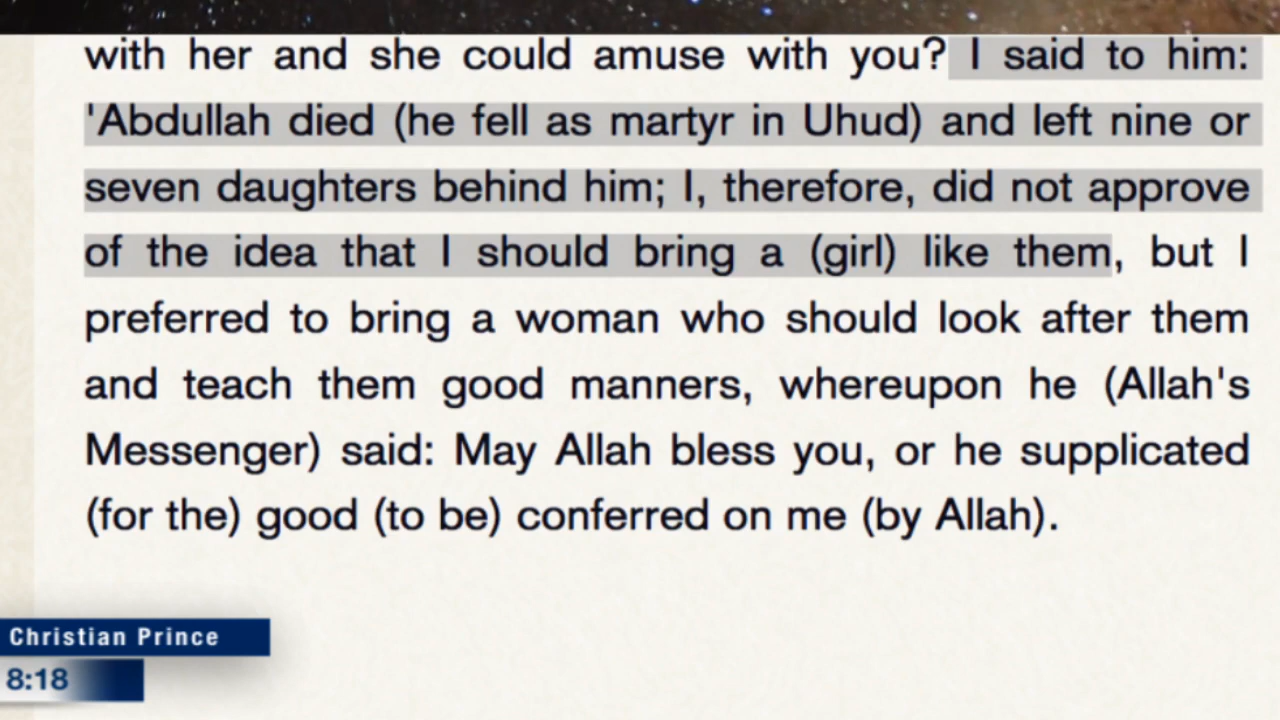 with her and she could amuse with you? I said to him:
'Abdullah died (he fell as martyr in Uhud) and left nine or
seven daughters behind him; I, therefore, did not approve
of the idea that I should bring a (girl) like them, but I
preferred to bring a woman who should look after them
and teach them good manners, whereupon he (Allah's
Messenger) said: May Allah bless you, or he supplicated
(for the) good (to be) conferred on me (by Allah).
Christian Prince
8:18